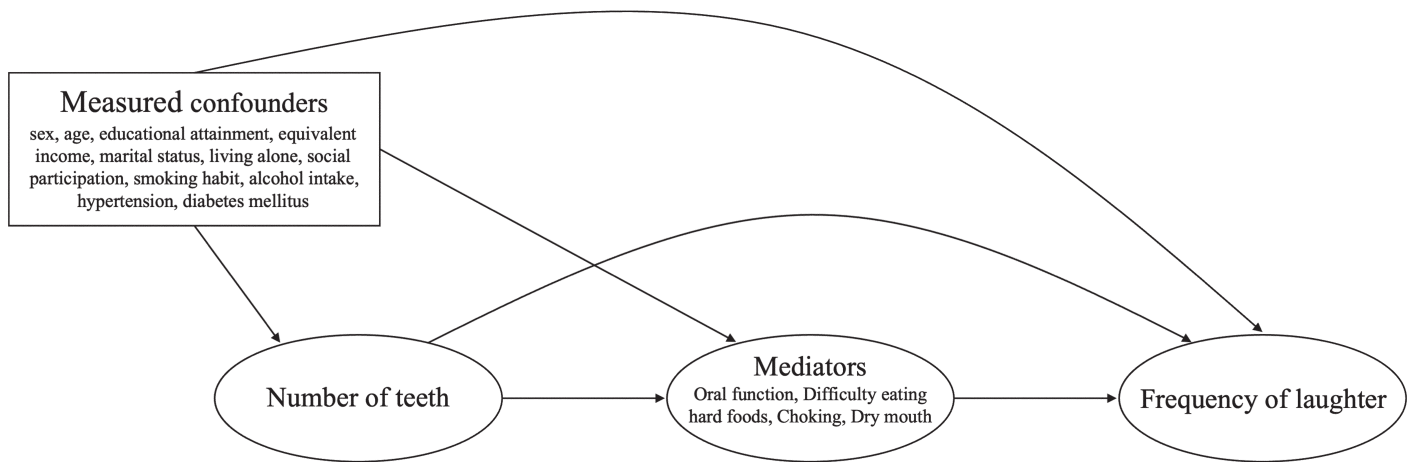 Measured confounders
sex, age, educational attainment, equivalent
income, marital status, living alone, social
participation, smoking habit, alcohol intake,
hypertension, diabetes mellitus
Number of teeth
Mediators
Oral function, Difficulty eating
hard foods, Choking, Dry mouth
Frequency of laughter